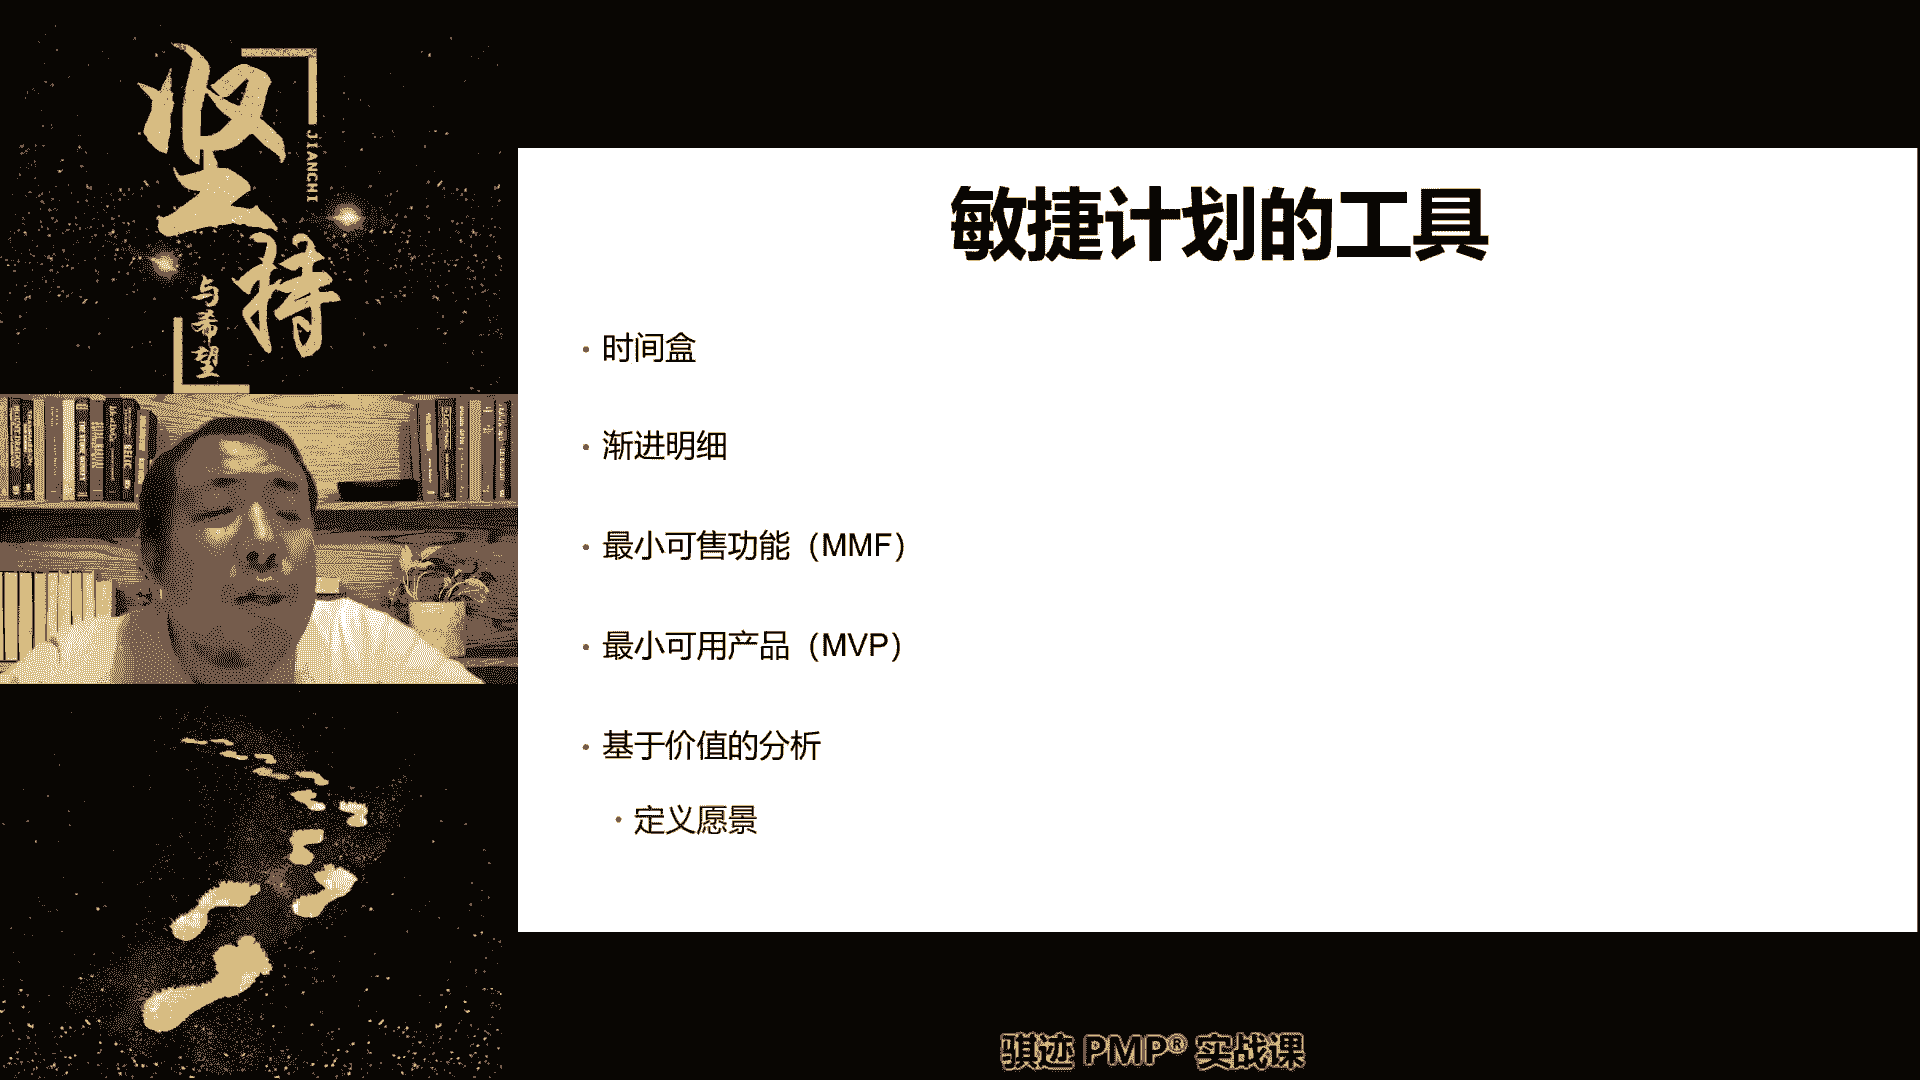 坚持
JIANCHI
与希望
敏捷计划的工具
· 时间盒
· 渐进明细
· 最小可售功能（MMF）
· 最小可用产品（MVP）
· 基于价值的分析
· 定义愿景
骐迹 PMP® 实战课